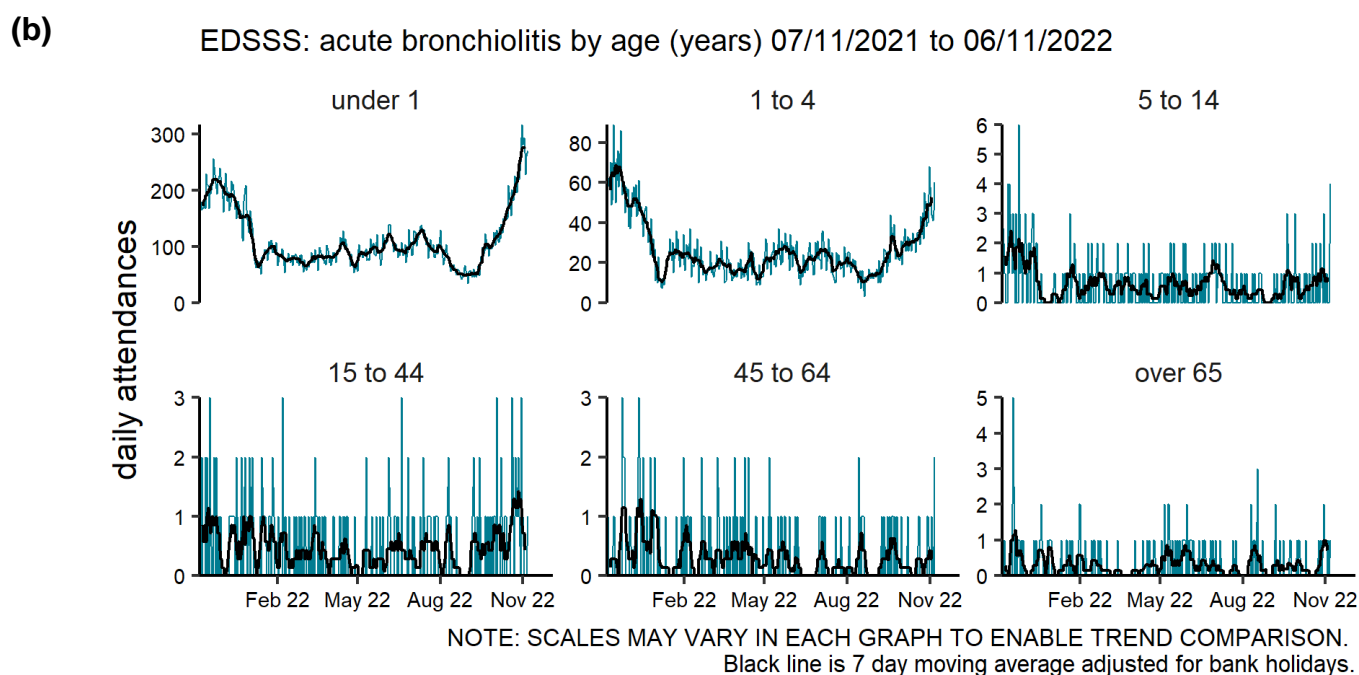 (b)
EDSSS: acute bronchiolitis by age (years) 07/11/2021 to 06/11/2022
daily attendances
under 1
300
200
100
0
1 to 4
80
60
40
20
0
5 to 14
6
5
4
3
2
1
0
15 to 44
3
2
1
0
Feb 22 May 22 Aug 22 Nov 22
45 to 64
3
2
1
0
Feb 22 May 22 Aug 22 Nov 22
over 65
5
4
3
2
1
0
Feb 22 May 22 Aug 22 Nov 22
NOTE: SCALES MAY VARY IN EACH GRAPH TO ENABLE TREND COMPARISON.
Black line is 7 day moving average adjusted for bank holidays.